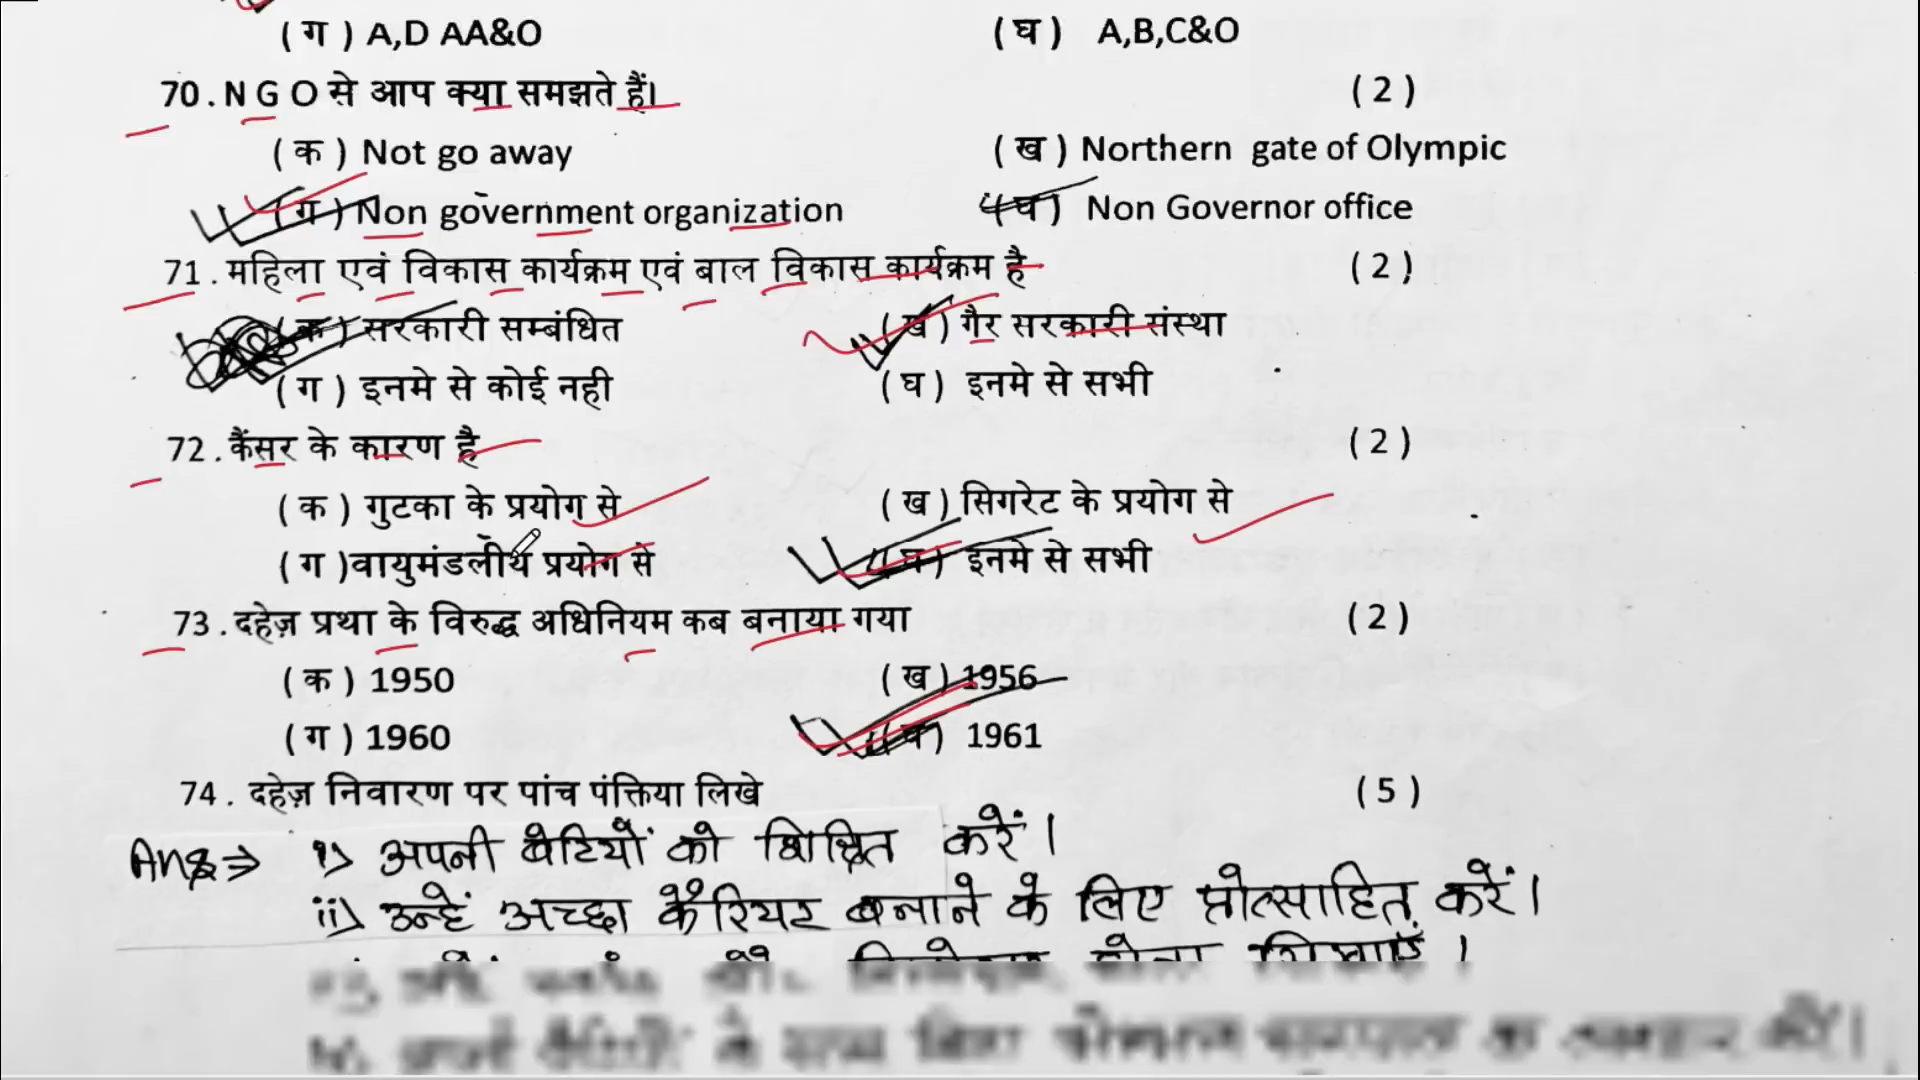 ( ग ) A,D AA&O ( घ ) A,B,C&O
70 . N G O से आप क्या समझते हैं। ( 2 )
( क ) Not go away ( ख ) Northern gate of Olympic
( ग ) Non government organization ( घ ) Non Governor office
71 . महिला एवं विकास कार्यक्रम एवं बाल विकास कार्यक्रम है ( 2 )
( क ) सरकारी सम्बंधित ( ख ) गैर सरकारी संस्था
( ग ) इनमे से कोई नही ( घ ) इनमे से सभी
72 . कैंसर के कारण है ( 2 )
( क ) गुटका के प्रयोग से ( ख ) सिगरेट के प्रयोग से
( ग )वायुमंडलीय प्रयोग से ( घ ) इनमे से सभी
73 . दहेज़ प्रथा के विरुद्ध अधिनियम कब बनाया गया ( 2 )
( क ) 1950 ( ख ) 1956
( ग ) 1960 ( घ ) 1961
74 . दहेज़ निवारण पर पांच पंक्तिया लिखे ( 5 )
Ans⇒ i) अपनी बेटियों को शिक्षित करें।
ii) उन्हें अच्छा कैरियर बनाने के लिए प्रोत्साहित करें।